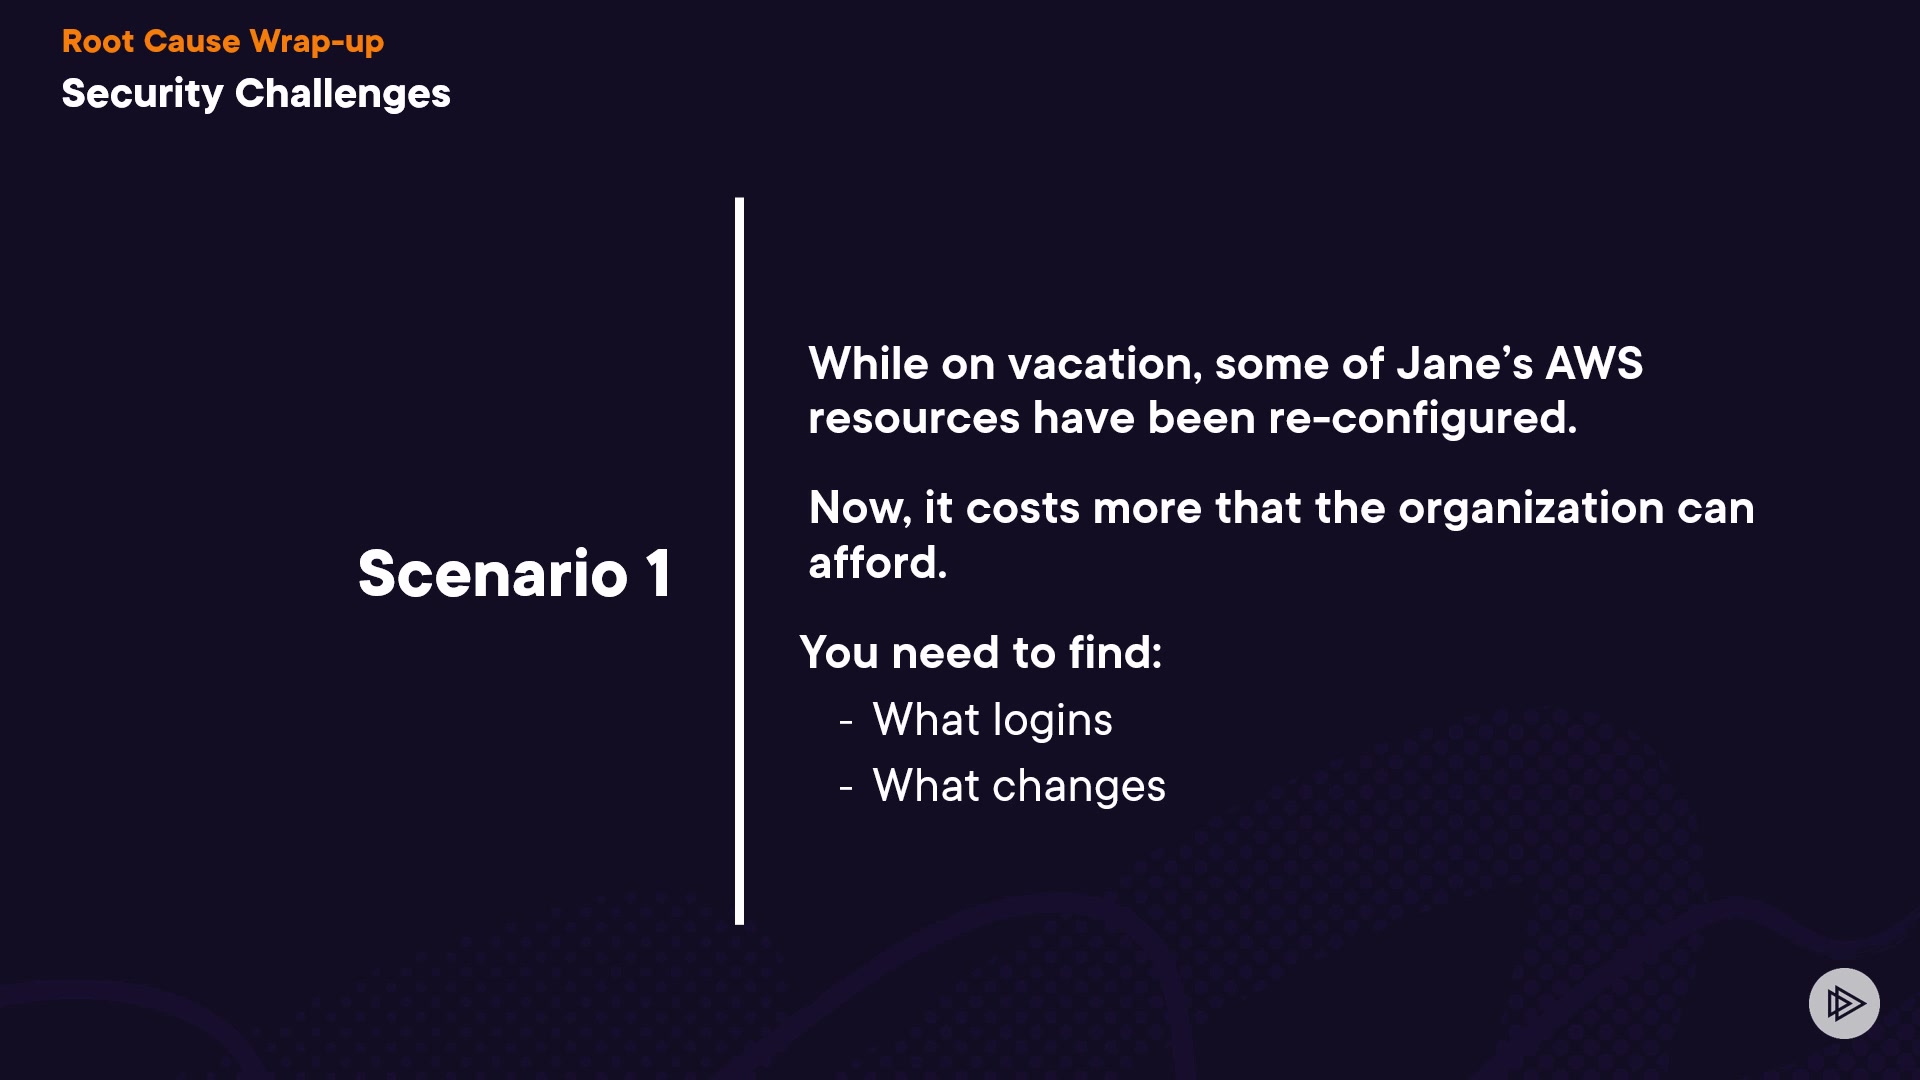 Root Cause Wrap-up
Security Challenges
Scenario 1
While on vacation, some of Jane’s AWS
resources have been re-configured.
Now, it costs more that the organization can
afford.
You need to find:
- What logins
- What changes